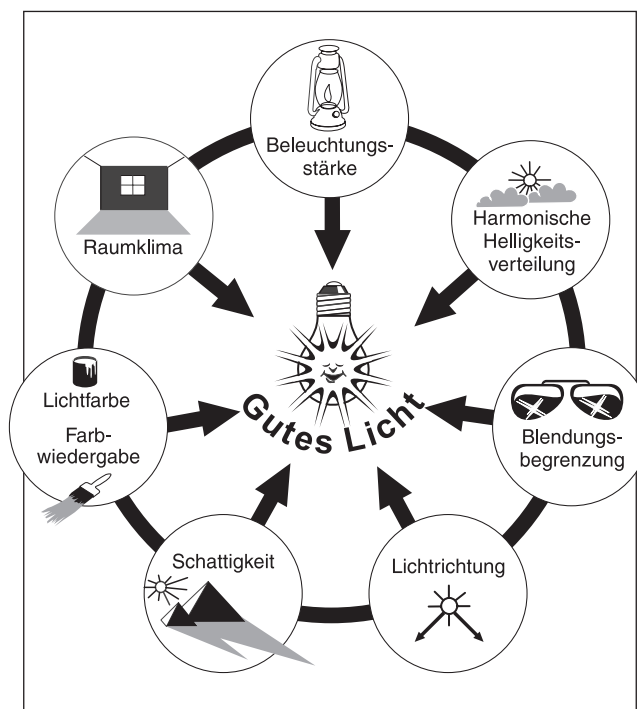 Beleuchtungs-
stärke
Harmonische
Helligkeits-
verteilung
Blendungs-
begrenzung
Lichtrichtung
Schattigkeit
Lichtfarbe
Farb-
wiedergabe
Raumklima
Gutes Licht